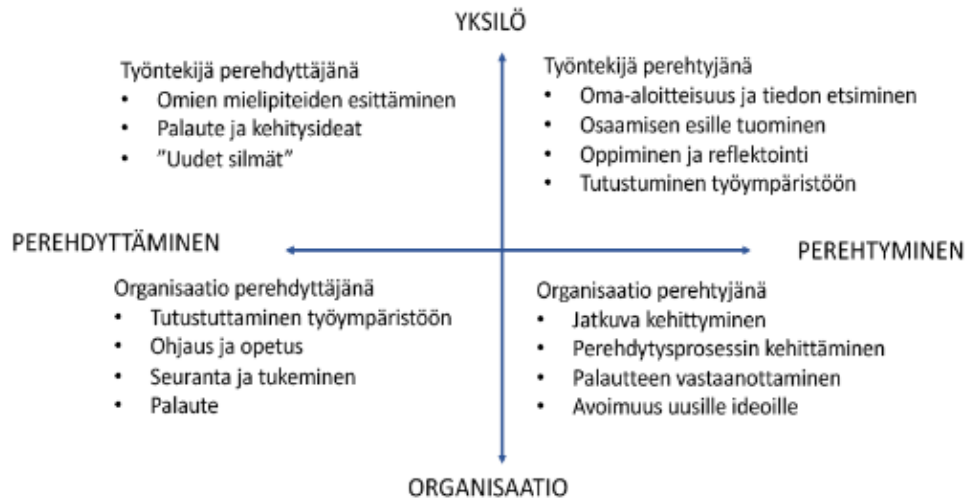 YKSILÖ
Työntekijä perehdyttäjänä
• Omien mielipiteiden esittäminen
• Palaute ja kehitysideat
• ”Uudet silmät”
Työntekijä perehtyjänä
• Oma-aloitteisuus ja tiedon etsiminen
• Osaamisen esille tuominen
• Oppiminen ja reflektointi
• Tutustuminen työympäristöön
PEREHDYTTÄMINEN
PEREHTYMINEN
Organisaatio perehdyttäjänä
• Tutustuttaminen työympäristöön
• Ohjaus ja opetus
• Seuranta ja tukeminen
• Palaute
Organisaatio perehtyjänä
• Jatkuva kehittyminen
• Perehdytysprosessin kehittäminen
• Palautteen vastaanottaminen
• Avoimuus uusille ideoille
ORGANISAATIO